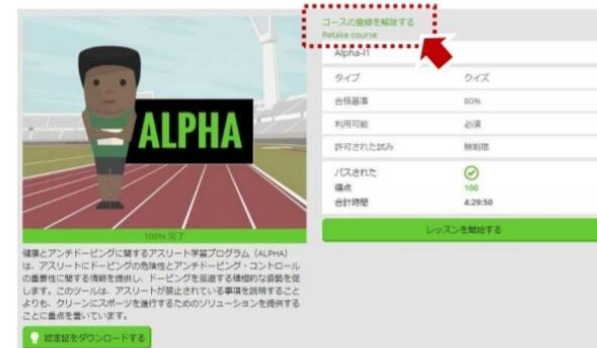 ALPHA
100% 完了
健康とアンチドーピングに関するアスリート学習プログラム（ALPHA）
は、アスリートにドーピングの危険性とアンチドーピング・コントロール
の重要性に関する情報を提供し、ドーピングを忌避する積極的な姿勢を促
します。このツールは、アスリートが禁止されている事項を説明すること
よりも、クリーンにスポーツを進行するためのソリューションを提供する
ことに重点を置いています。
認定証をダウンロードする
コースの登録を解除する
Retake course
Alpha-I1
タイプ クイズ
合格基準 80%
利用可能 必須
許可された試み 無制限
パスされた
得点 100
合計時間 4:29:50
レッスンを開始する